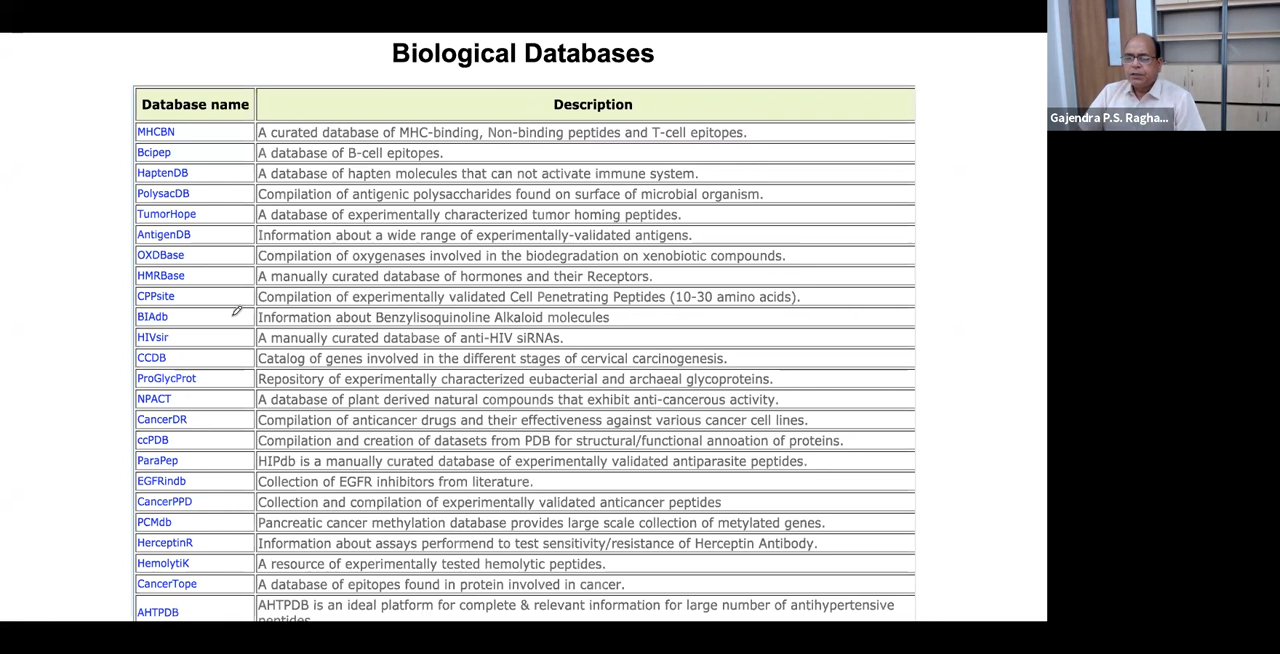 Biological Databases
Database name Description
MHCBN A curated database of MHC-binding, Non-binding peptides and T-cell epitopes.
Bcipep A database of B-cell epitopes.
HaptenDB A database of hapten molecules that can not activate immune system.
PolysacDB Compilation of antigenic polysaccharides found on surface of microbial organism.
TumorHope A database of experimentally characterized tumor homing peptides.
AntigenDB Information about a wide range of experimentally-validated antigens.
OXDBase Compilation of oxygenases involved in the biodegradation on xenobiotic compounds.
HMRBase A manually curated database of hormones and their Receptors.
CPPsite Compilation of experimentally validated Cell Penetrating Peptides (10-30 amino acids).
BIAdb Information about Benzylisoquinoline Alkaloid molecules
HIVsir A manually curated database of anti-HIV siRNAs.
CCDB Catalog of genes involved in the different stages of cervical carcinogenesis.
ProGlycProt Repository of experimentally characterized eubacterial and archaeal glycoproteins.
NPACT A database of plant derived natural compounds that exhibit anti-cancerous activity.
CancerDR Compilation of anticancer drugs and their effectiveness against various cancer cell lines.
ccPDB Compilation and creation of datasets from PDB for structural/functional annoation of proteins.
ParaPep HIPdb is a manually curated database of experimentally validated antiparasite peptides.
EGFRindb Collection of EGFR inhibitors from literature.
CancerPPD Collection and compilation of experimentally validated anticancer peptides
PCMdb Pancreatic cancer methylation database provides large scale collection of metylated genes.
HerceptinR Information about assays performend to test sensitivity/resistance of Herceptin Antibody.
HemolytiK A resource of experimentally tested hemolytic peptides.
CancerTope A database of epitopes found in protein involved in cancer.
AHTPDB AHTPDB is an ideal platform for complete & relevant information for large number of antihypertensive
peptides.
Gajendra P.S. Ragha...